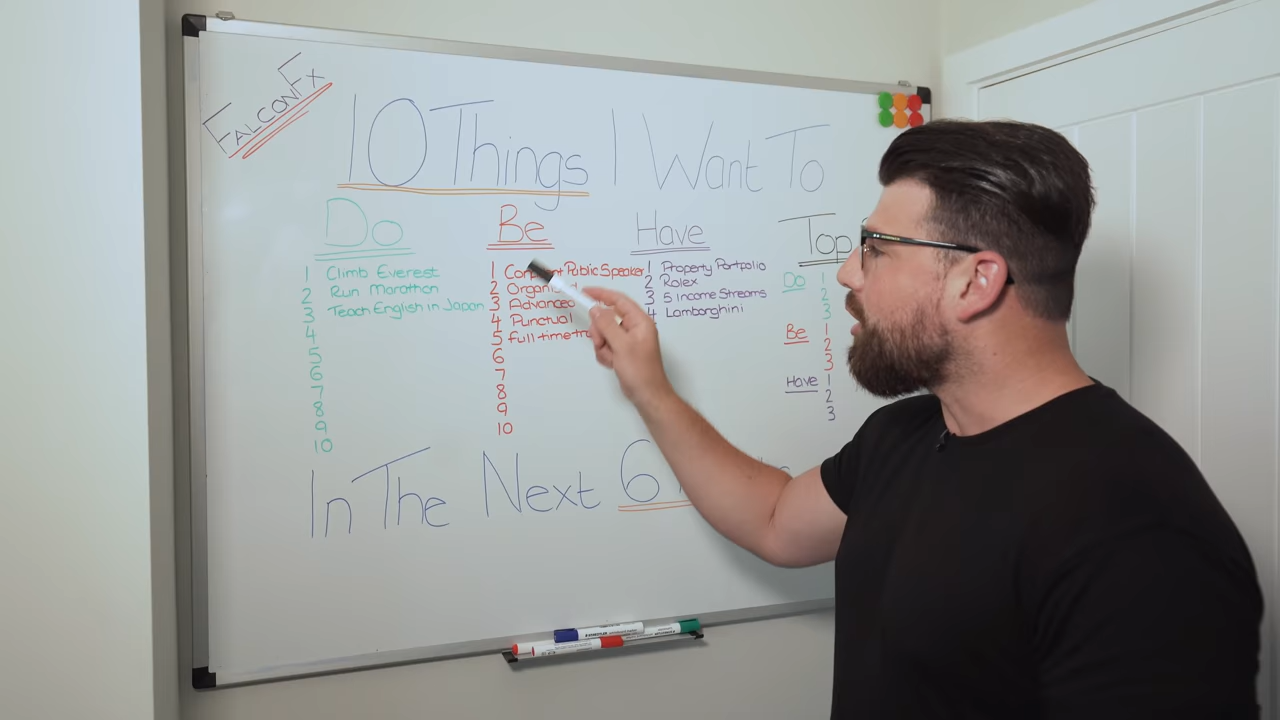 FALCONFX
10 Things I Want To
Do
1 Climb Everest
2 Run Marathon
3 Teach English in Japan
4
5
6
7
8
9
10
Be
1 Public Speaker
2
3 Advanced
4 Punctual
5 Full-time
6
7
8
9
10
Have
1 Property Portfolio
2 Rolex
3 5 Income Streams
4 Lamborghini
Top
Do 1
2
3
Be 1
2
3
Have 1
2
3
In The Next 6